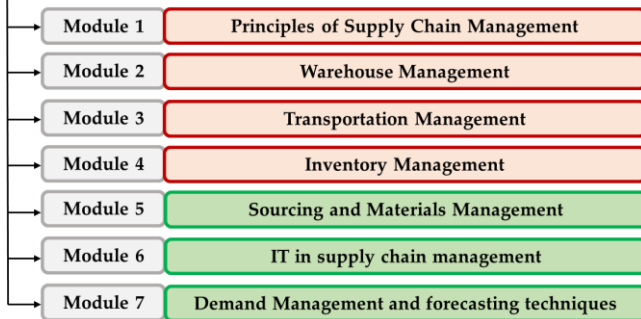 Module 1 Principles of Supply Chain Management
Module 2 Warehouse Management
Module 3 Transportation Management
Module 4 Inventory Management
Module 5 Sourcing and Materials Management
Module 6 IT in supply chain management
Module 7 Demand Management and forecasting techniques